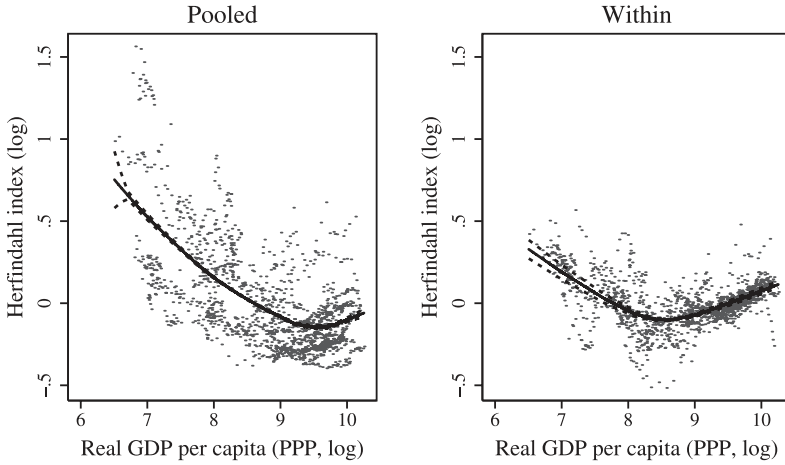 Pooled
Within
Herfindahl index (log)
1.5
1
.5
0
-.5
6 7 8 9 10
Real GDP per capita (PPP, log)
Herfindahl index (log)
1.5
1
.5
0
-.5
6 7 8 9 10
Real GDP per capita (PPP, log)